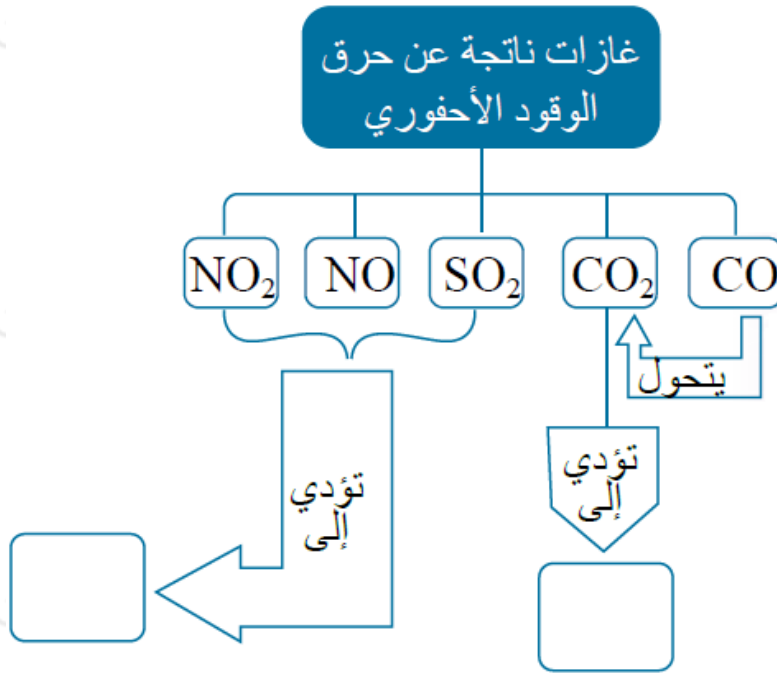 غازات ناتجة عن حرق
الوقود الأحفوري
CO
CO₂
SO₂
NO
NO₂
يتحول
تؤدي
إلى
تؤدي
إلى